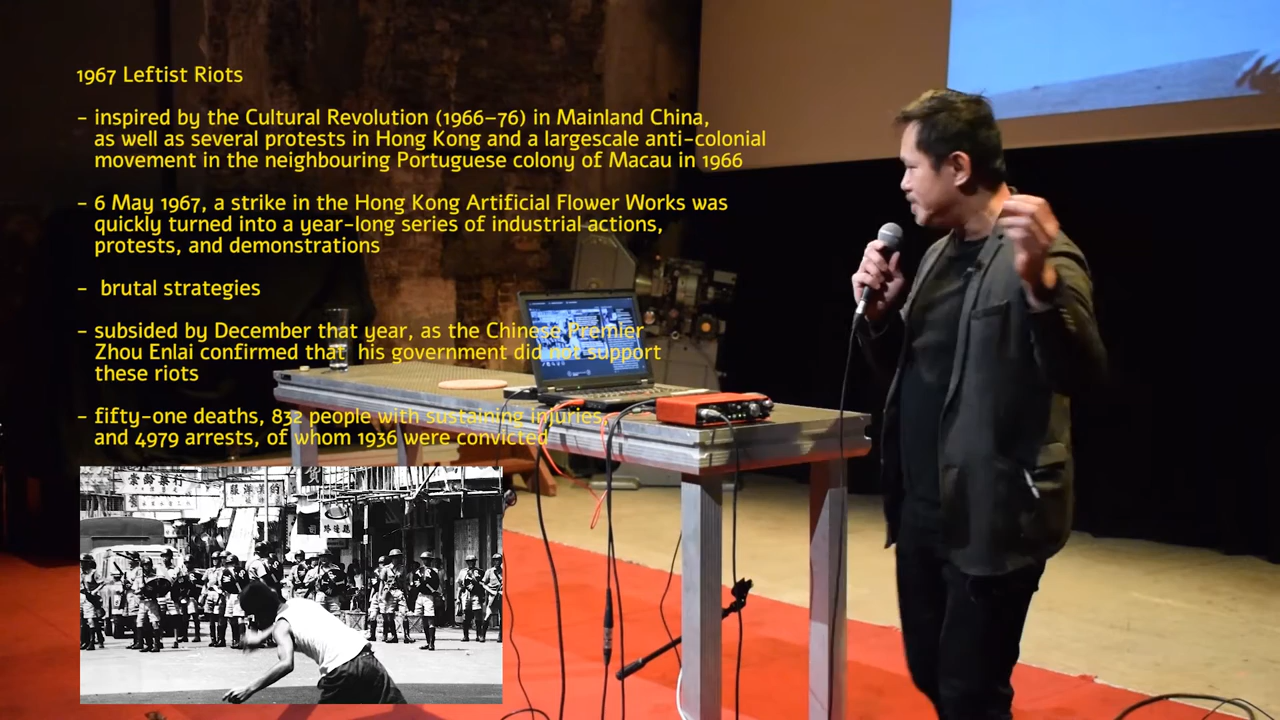 1967 Leftist Riots
- inspired by the Cultural Revolution (1966–76) in Mainland China,
as well as several protests in Hong Kong and a largescale anti-colonial
movement in the neighbouring Portuguese colony of Macau in 1966
- 6 May 1967, a strike in the Hong Kong Artificial Flower Works was
quickly turned into a year-long series of industrial actions,
protests, and demonstrations
- brutal strategies
- subsided by December that year, as the Chinese Premier
Zhou Enlai confirmed that his government did not support
these riots
- fifty-one deaths, 832 people with sustaining injuries,
and 4979 arrests, of whom 1936 were convicted